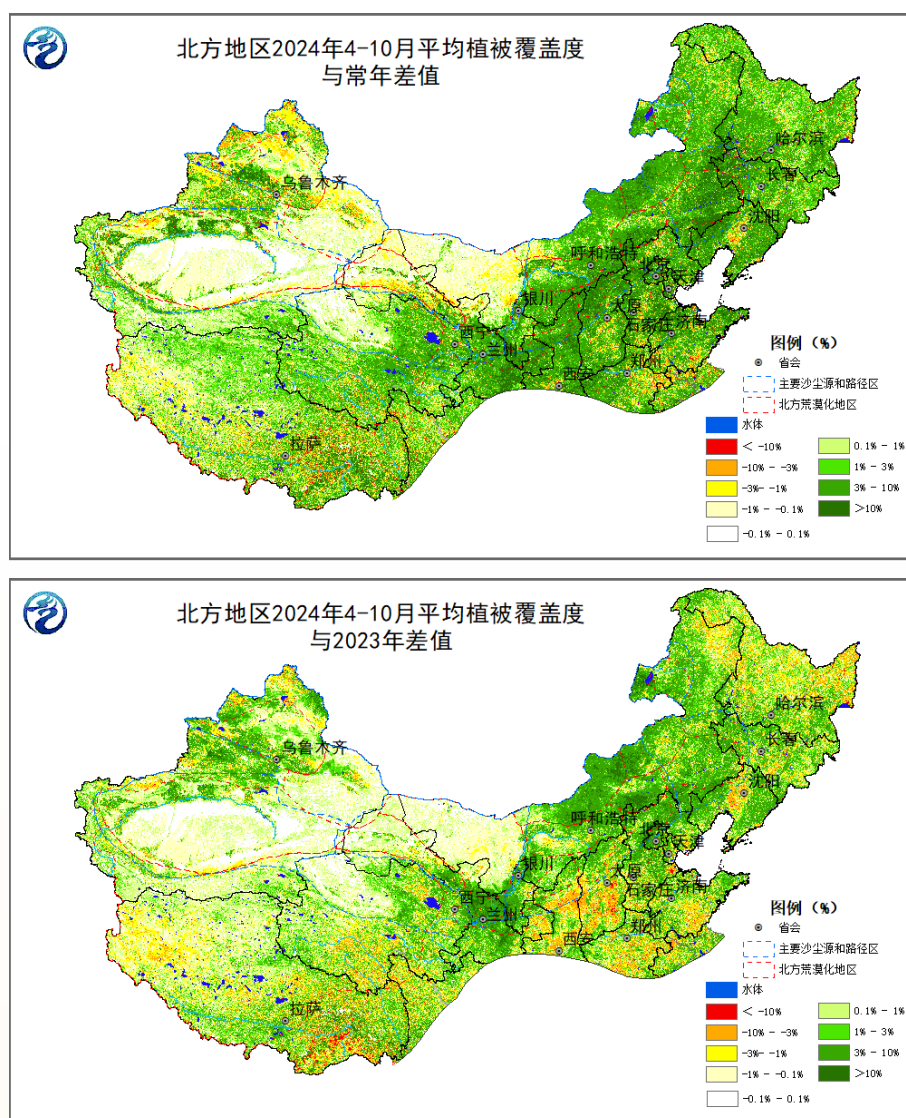 北方地区2024年4-10月平均植被覆盖度
与常年差值
哈尔滨
长春
乌鲁木齐
沈阳
呼和浩特
北京
天津
银川
太原
石家庄
济南
西宁
兰州
西安
郑州
拉萨
图例（%）
省会
主要沙尘源和路径区
北方荒漠化地区
水体
< -10%
-10% - -3%
-3%- -1%
-1% - -0.1%
-0.1% - 0.1%
0.1% - 1%
1% - 3%
3% - 10%
>10%
北方地区2024年4-10月平均植被覆盖度
与2023年差值
哈尔滨
长春
乌鲁木齐
沈阳
呼和浩特
北京
天津
银川
太原
石家庄
济南
西宁
兰州
西安
郑州
拉萨
图例（%）
省会
主要沙尘源和路径区
北方荒漠化地区
水体
< -10%
-10% - -3%
-3%- -1%
-1% - -0.1%
-0.1% - 0.1%
0.1% - 1%
1% - 3%
3% - 10%
>10%